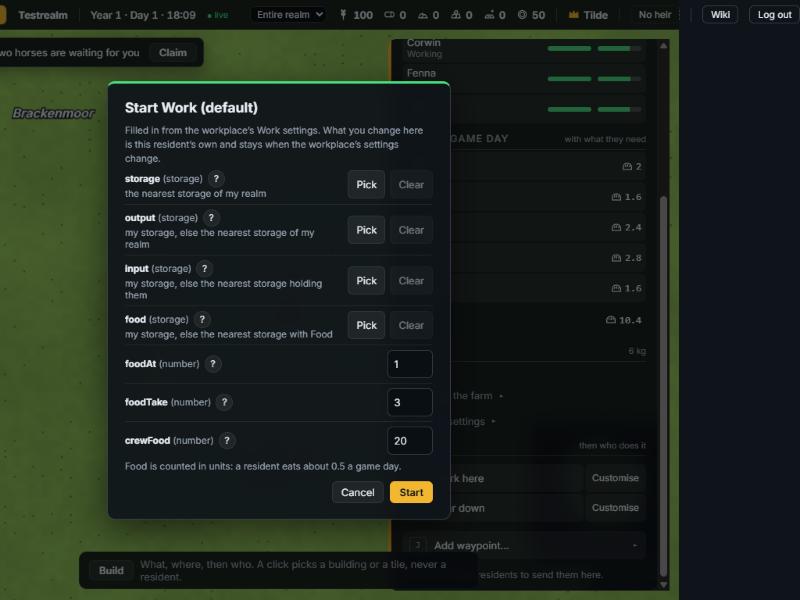 Testrealm Year 1 · Day 1 · 18:09 • live Entire realm 100 0 0 0 0 50 Tilde No heir Wiki Log out
wo horses are waiting for you Claim
Brackenmoor
Corwin
Working
Fenna
GAME DAY with what they need
2
1.6
2.4
2.8
1.6
10.4
6 kg
the farm
settings
then who does it
rk here Customise
r down Customise
J Add waypoint...
residents to send them here.
Start Work (default)
Filled in from the workplace's Work settings. What you change here
is this resident's own and stays when the workplace's settings
change.
storage (storage) ? Pick Clear
the nearest storage of my realm
output (storage) ? Pick Clear
my storage, else the nearest storage of my
realm
input (storage) ? Pick Clear
my storage, else the nearest storage holding
them
food (storage) ? Pick Clear
my storage, else the nearest storage with Food
foodAt (number) ? 1
foodTake (number) ? 3
crewFood (number) ? 20
Food is counted in units: a resident eats about 0.5 a game day.
Cancel Start
Build What, where, then who. A click picks a building or a tile, never a
resident.